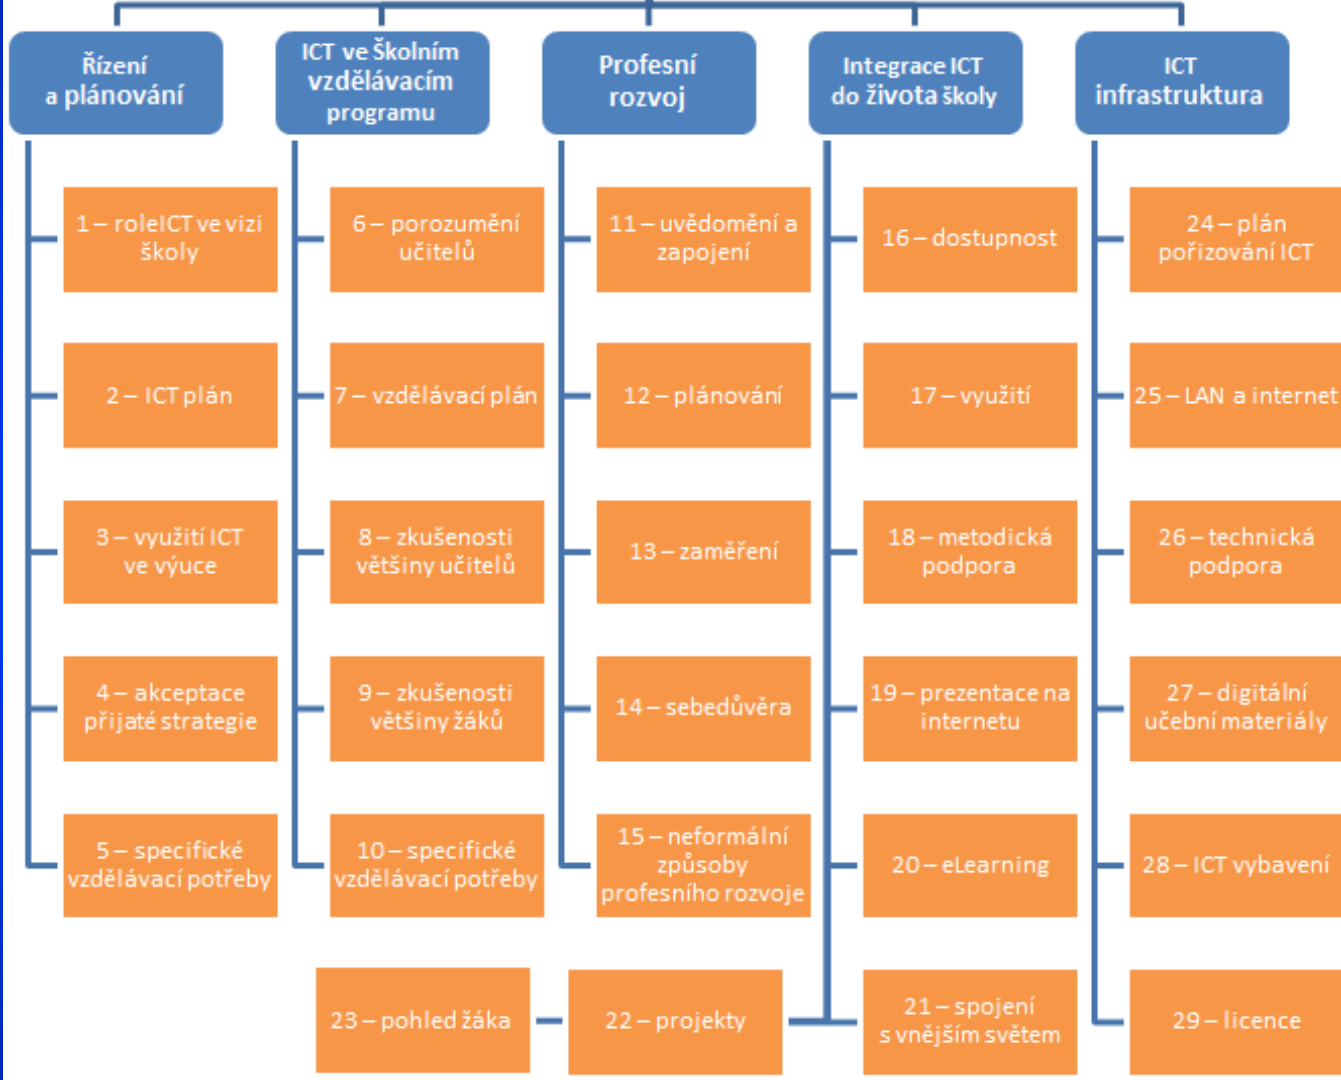 Řízení
a plánování
1 – roleICT ve vizi
školy
2 – ICT plán
3 – využití ICT
ve výuce
4 – akceptace
přijaté strategie
5 – specifické
vzdělávací potřeby
ICT ve Školním
vzdělávacím
programu
6 – porozumění
učitelů
7 – vzdělávací plán
8 – zkušenosti
většiny učitelů
9 – zkušenosti
většiny žáků
10 – specifické
vzdělávací potřeby
Profesní
rozvoj
11 – uvědomění a
zapojení
12 – plánování
13 – zaměření
14 – sebedůvěra
15 – neformální
způsoby
profesního rozvoje
Integrace ICT
do života školy
16 – dostupnost
17 – využití
18 – metodická
podpora
19 – prezentace na
internetu
20 – eLearning
21 – spojení
s vnějším světem
22 – projekty
23 – pohled žáka
ICT
infrastruktura
24 – plán
pořizování ICT
25 – LAN a internet
26 – technická
podpora
27 – digitální
učební materiály
28 – ICT vybavení
29 – licence